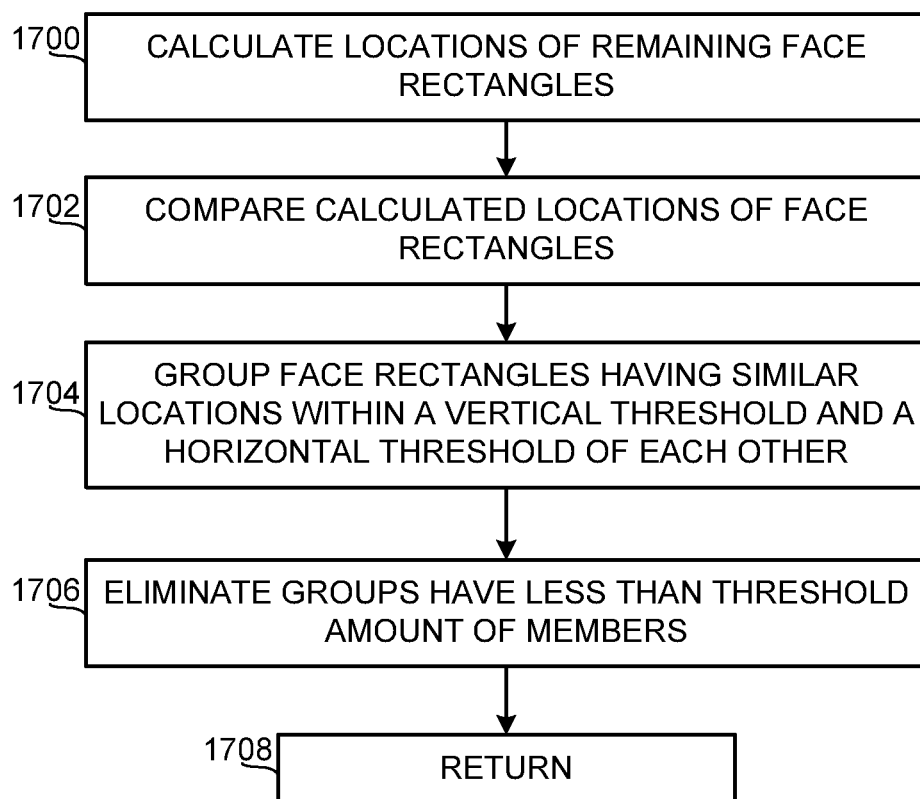 1700
CALCULATE LOCATIONS OF REMAINING FACE
RECTANGLES
1702
COMPARE CALCULATED LOCATIONS OF FACE
RECTANGLES
1704
GROUP FACE RECTANGLES HAVING SIMILAR
LOCATIONS WITHIN A VERTICAL THRESHOLD AND A
HORIZONTAL THRESHOLD OF EACH OTHER
1706
ELIMINATE GROUPS HAVE LESS THAN THRESHOLD
AMOUNT OF MEMBERS
1708
RETURN